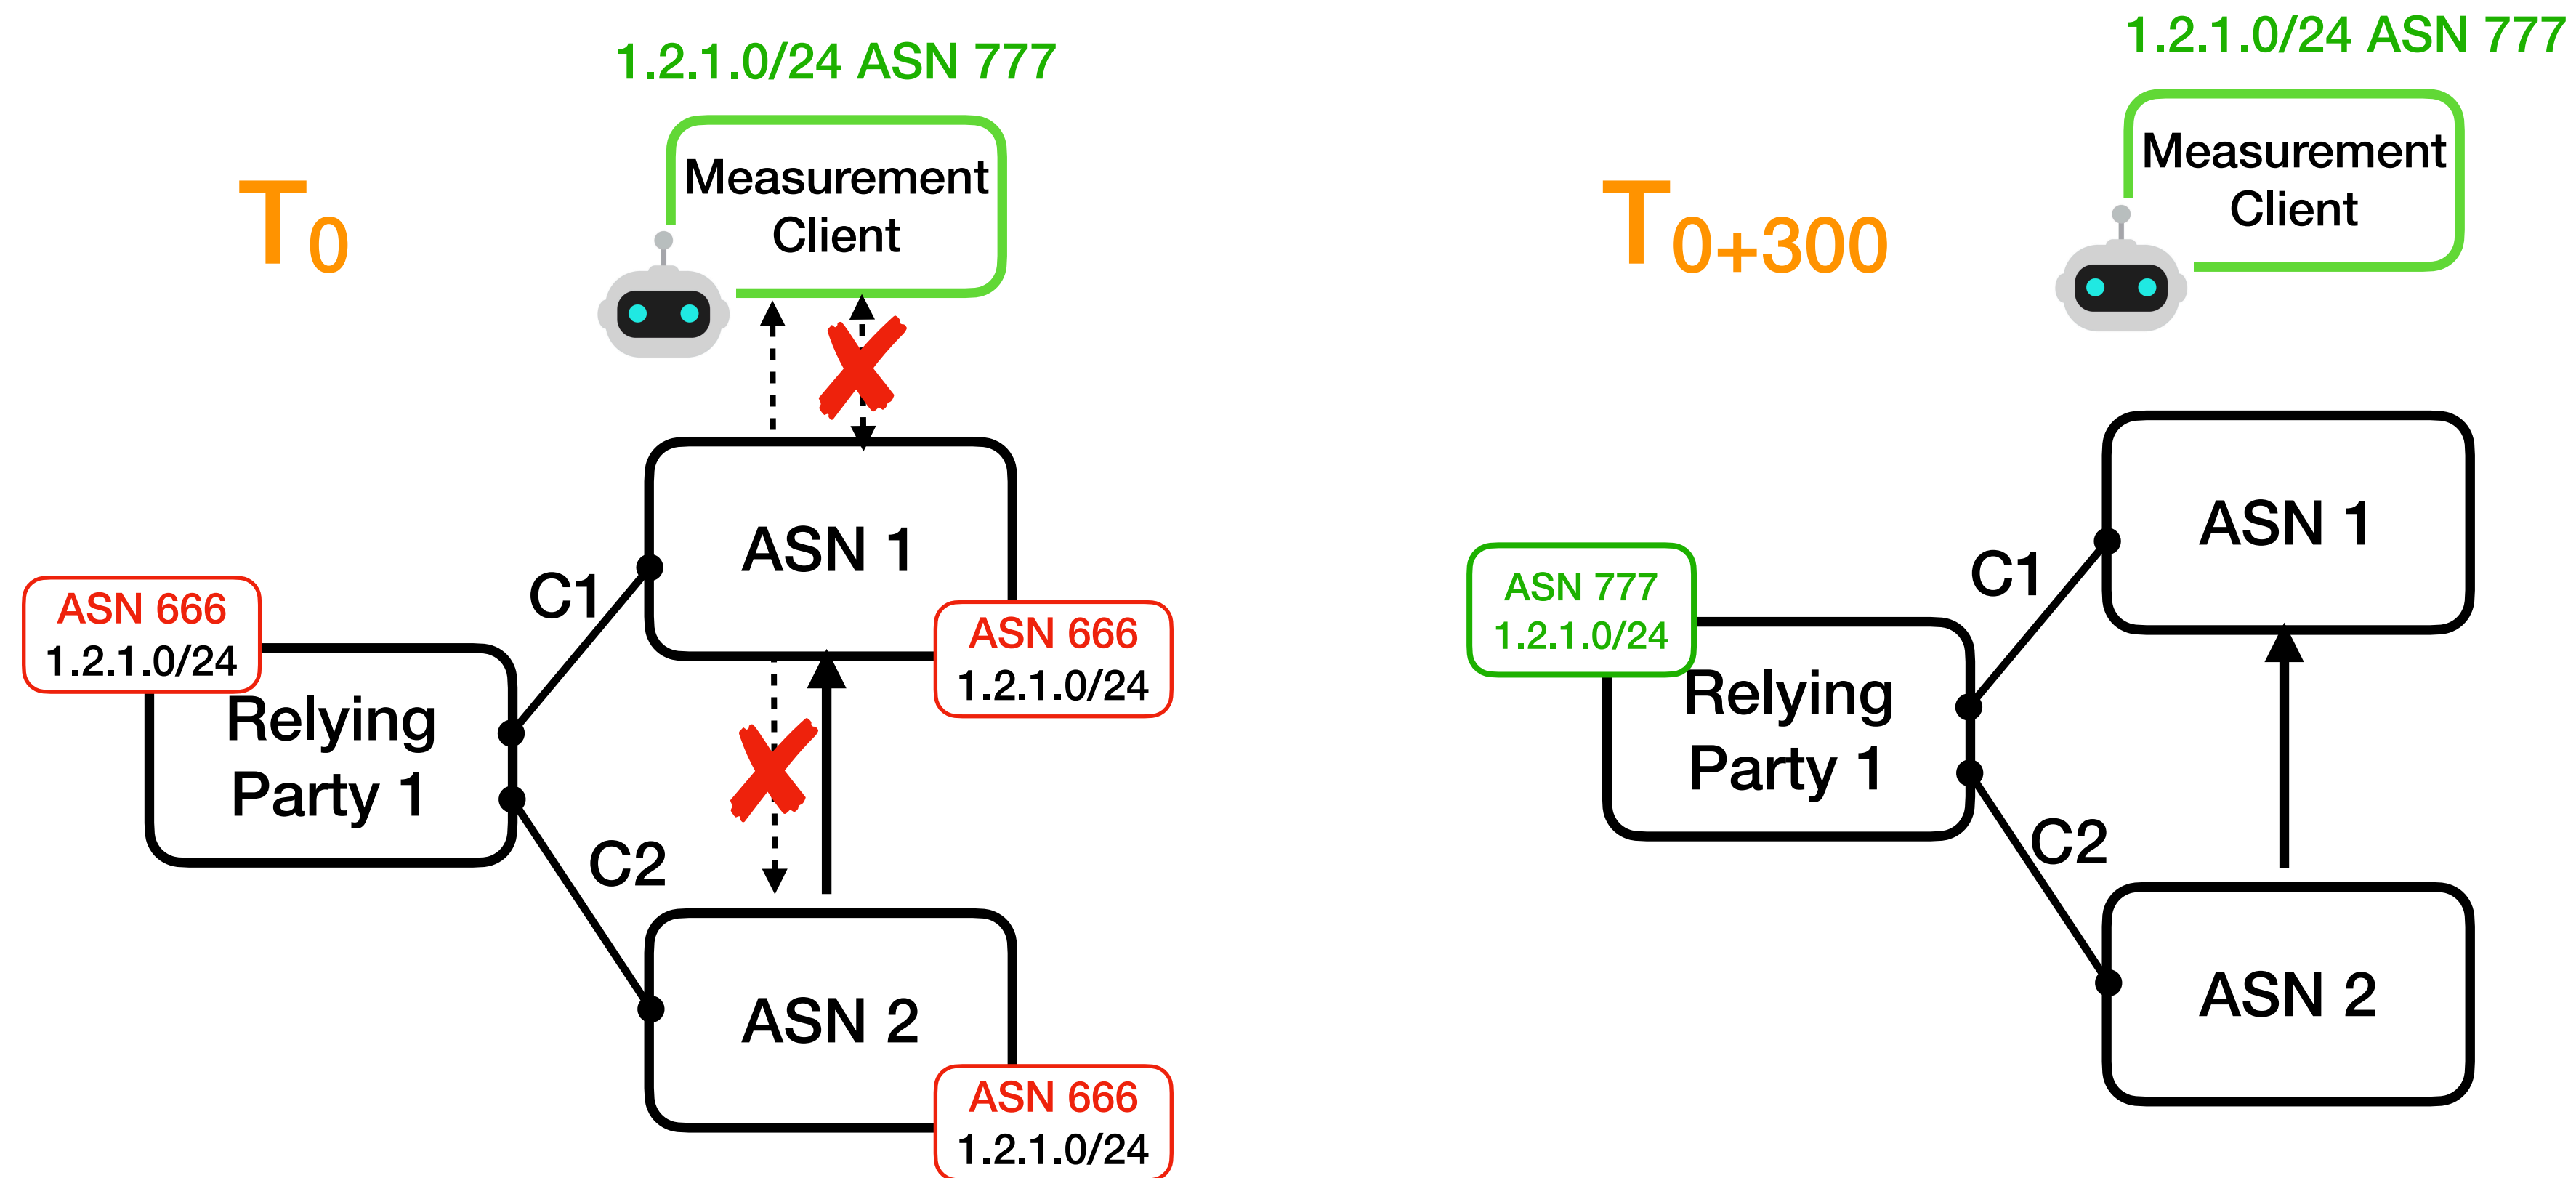 T0
1.2.1.0/24 ASN 777
Measurement
Client
ASN 1
C1
ASN 666
1.2.1.0/24
ASN 666
1.2.1.0/24
Relying
Party 1
C2
ASN 2
ASN 666
1.2.1.0/24
T0+300
1.2.1.0/24 ASN 777
Measurement
Client
ASN 1
C1
ASN 777
1.2.1.0/24
Relying
Party 1
C2
ASN 2